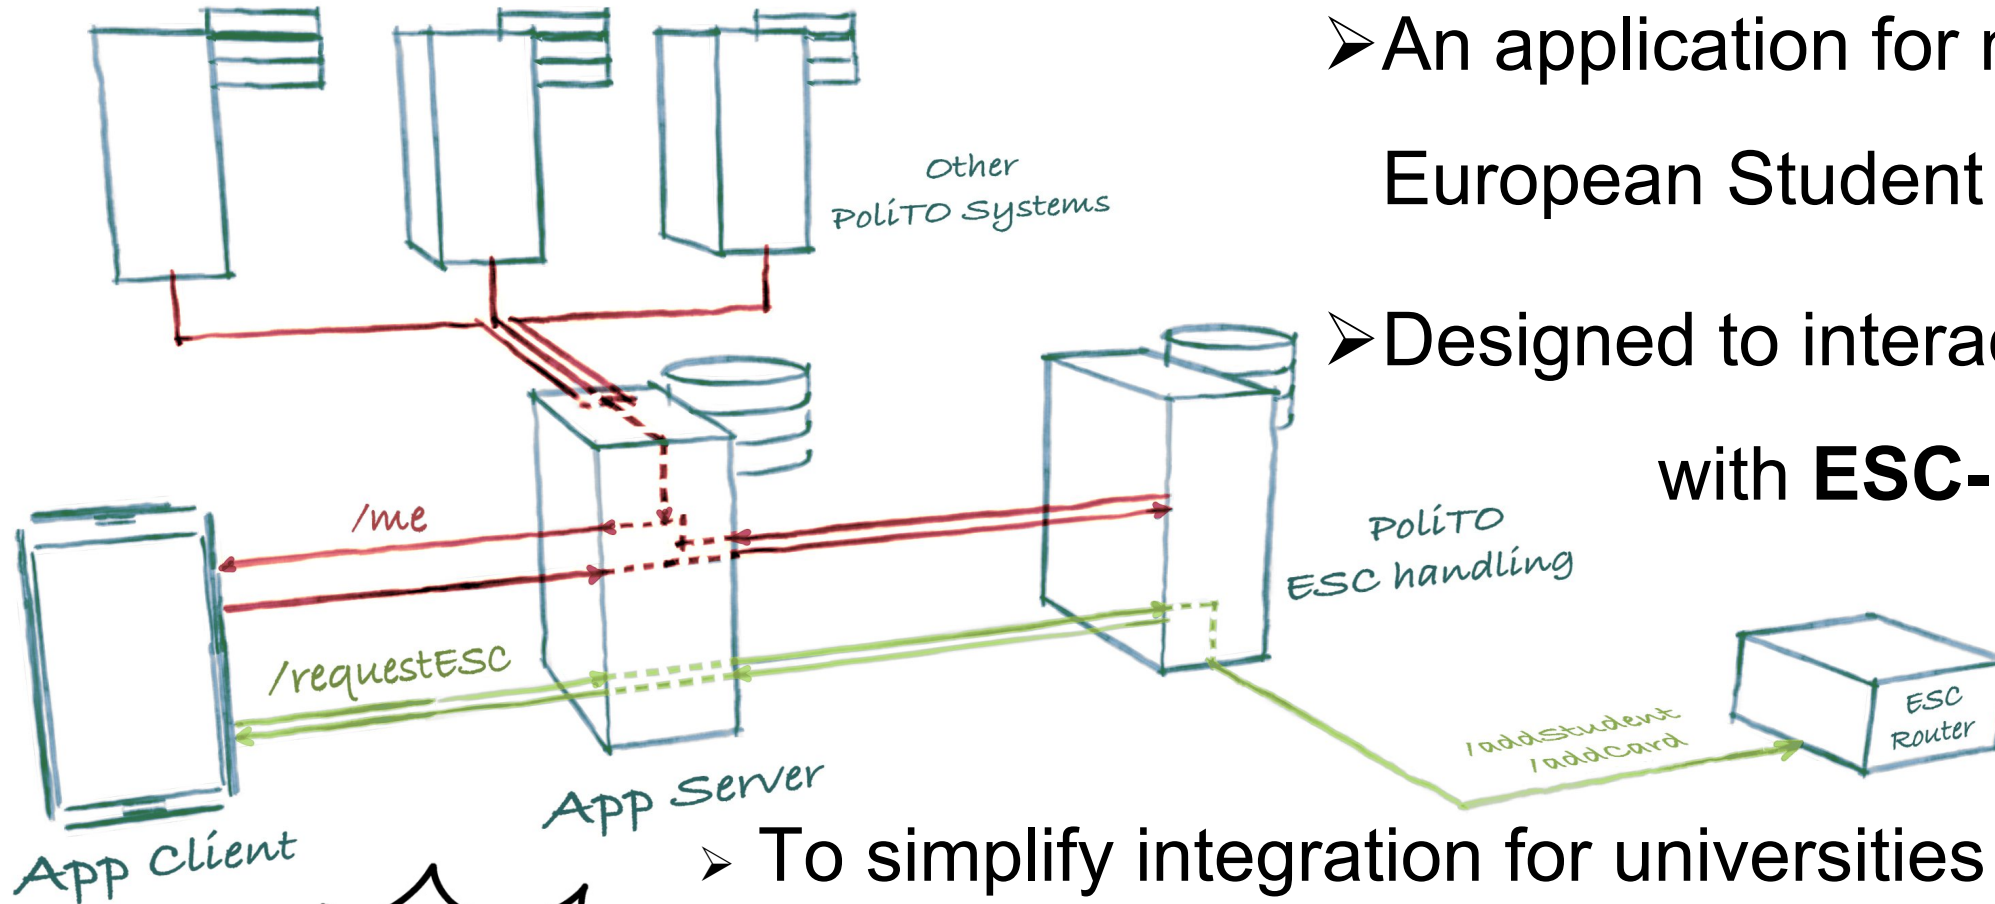 ➢An application for
European Student
➢Designed to
with ESC-
Other
PoliTO Systems
/me
PoliTO
ESC handling
/requestESC
/addStudent
/addCard
ESC
Router
App Server
App Client
➢ To simplify integration for universities